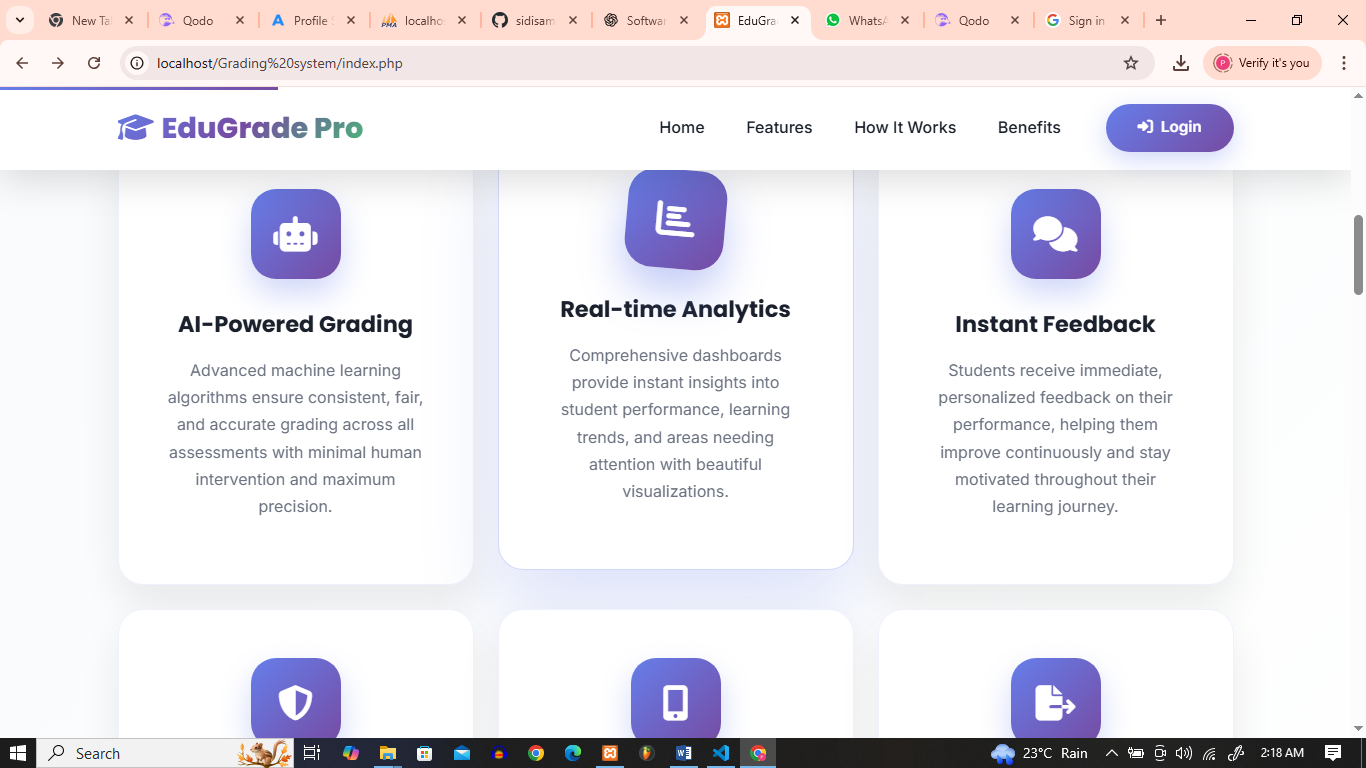 New Ta
Qodo
Profile S
localho
sidisam
Softwar
EduGra
WhatsA
Qodo
Sign in
localhost/Grading%20system/index.php
Verify it's you
EduGrade Pro
Home
Features
How It Works
Benefits
Login
AI-Powered Grading
Advanced machine learning
algorithms ensure consistent, fair,
and accurate grading across all
assessments with minimal human
intervention and maximum
precision.
Real-time Analytics
Comprehensive dashboards
provide instant insights into
student performance, learning
trends, and areas needing
attention with beautiful
visualizations.
Instant Feedback
Students receive immediate,
personalized feedback on their
performance, helping them
improve continuously and stay
motivated throughout their
learning journey.
Search
23°C Rain
2:18 AM